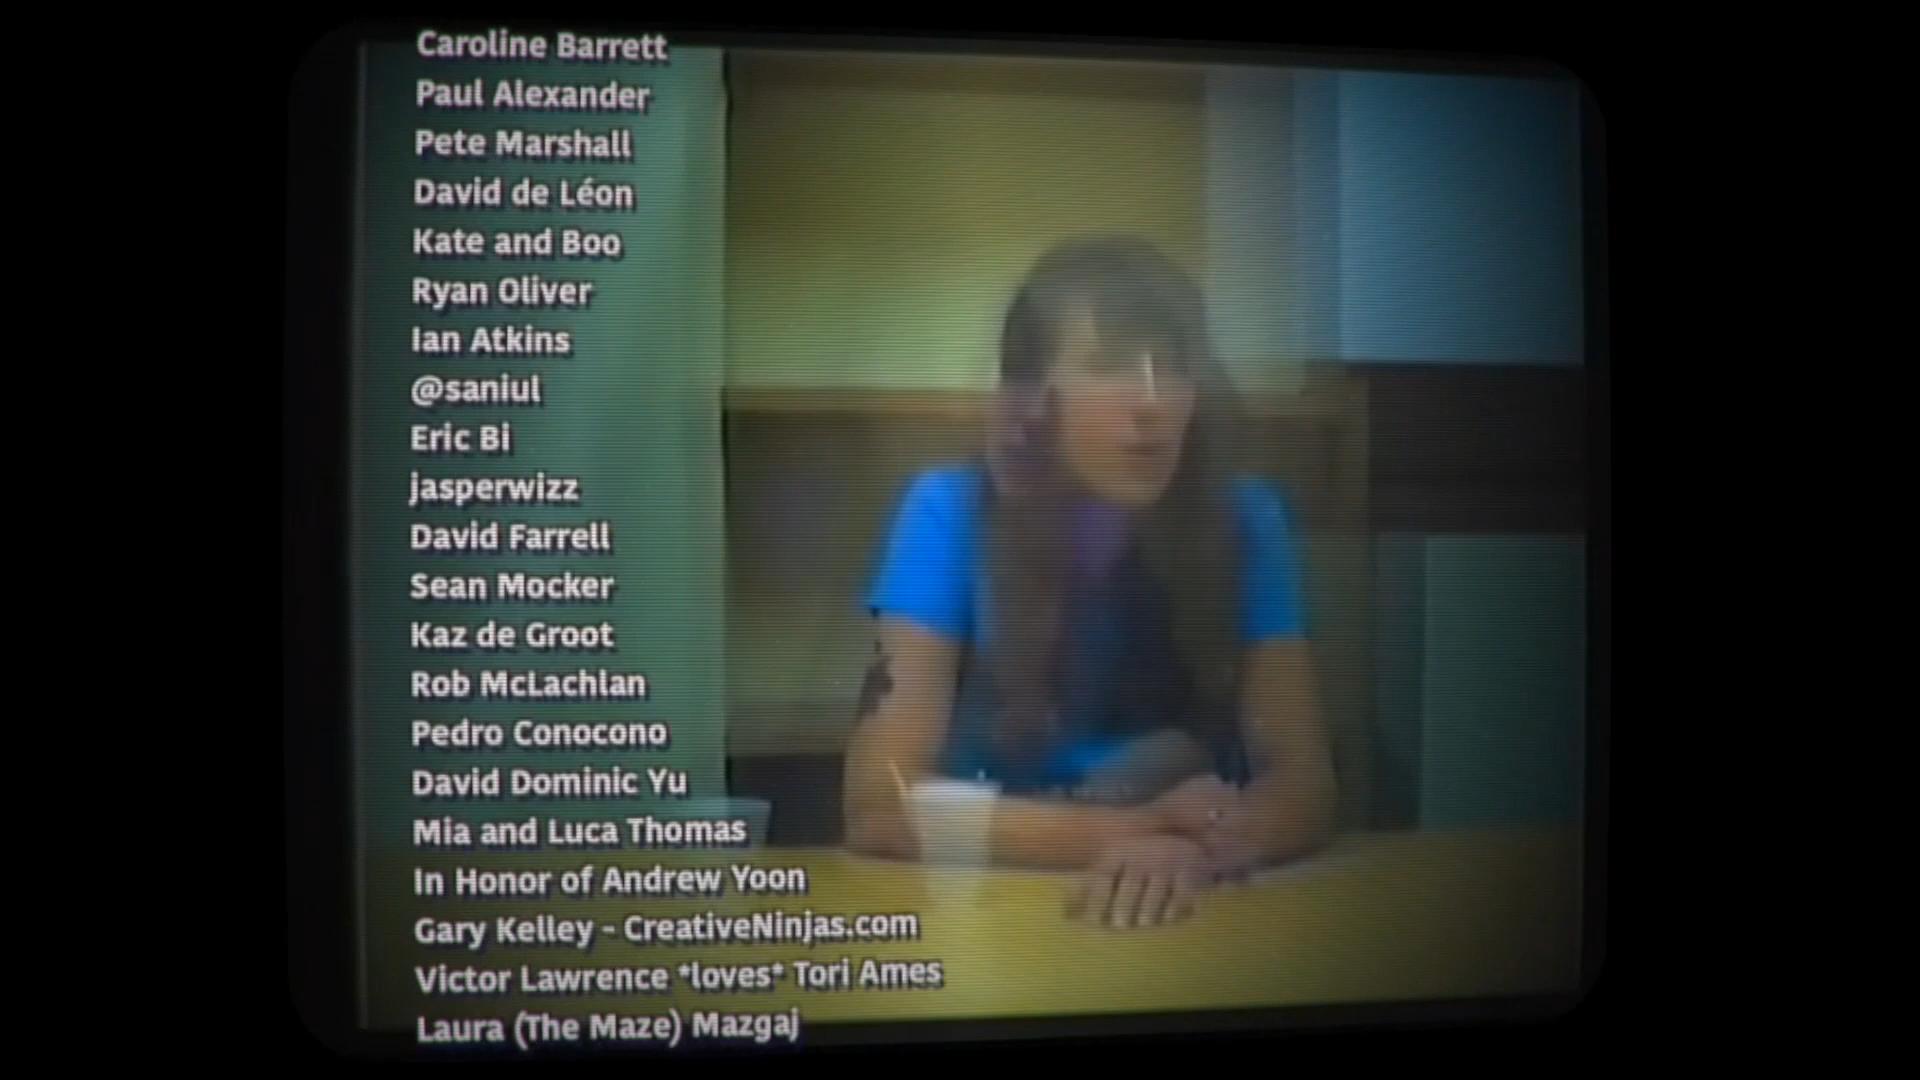 Caroline Barrett
Paul Alexander
Pete Marshall
David de Léon
Kate and Boo
Ryan Oliver
Ian Atkins
@saniul
Eric Bi
jasperwizz
David Farrell
Sean Mocker
Kaz de Groot
Rob McLachlan
Pedro Conocono
David Dominic Yu
Mia and Luca Thomas
In Honor of Andrew Yoon
Gary Kelley - CreativeNinjas.com
Victor Lawrence *loves* Tori Ames
Laura (The Maze) Mazgaj